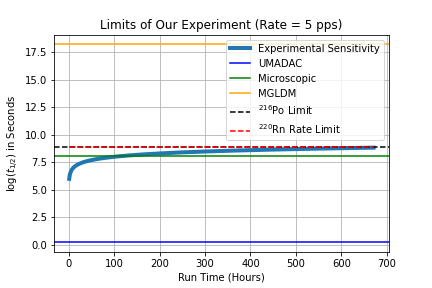 Limits of Our Experiment (Rate = 5 pps)
17.5
15.0
12.5
10.0
7.5
5.0
2.5
0.0
log(t₁/₂) in Seconds
Experimental Sensitivity
UMADAC
Microscopic
MGLDM
²¹⁶Po Limit
²²⁰Rn Rate Limit
0 100 200 300 400 500 600 700
Run Time (Hours)